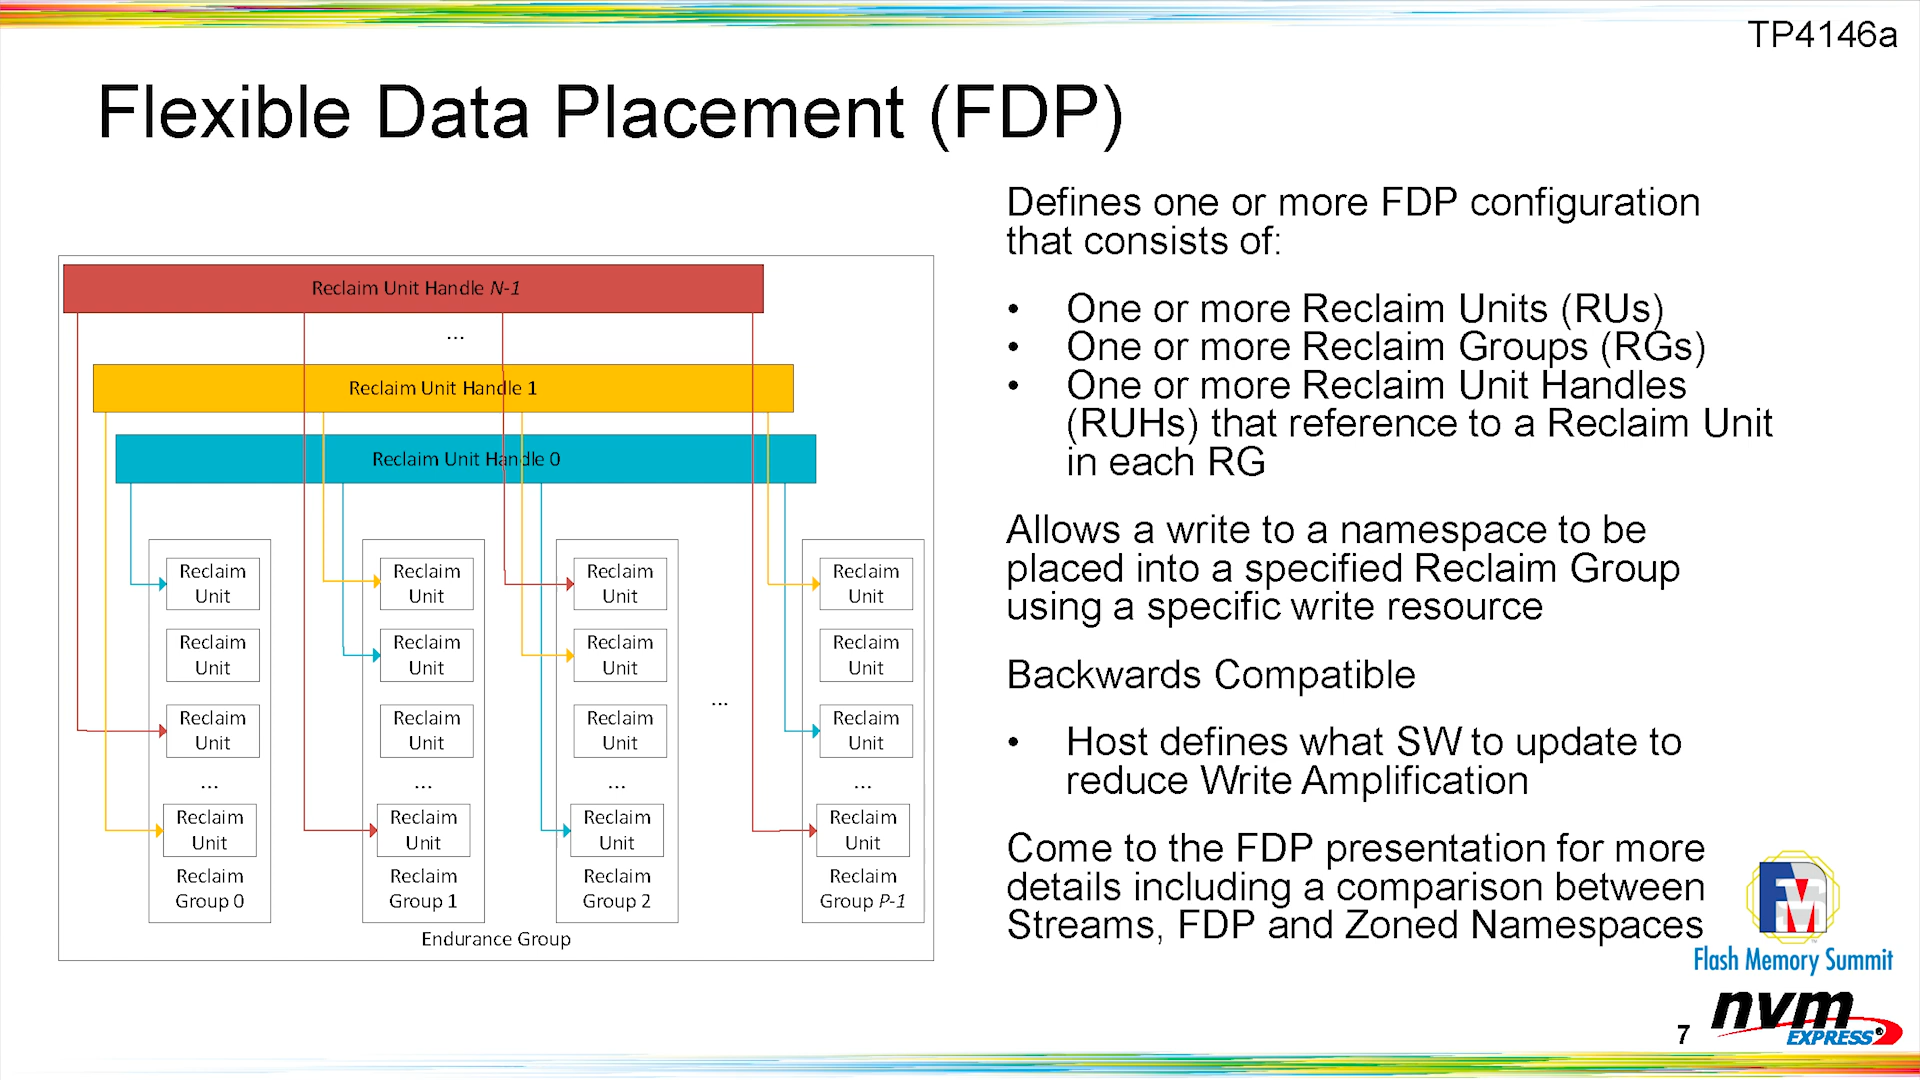 TP4146a
Flexible Data Placement (FDP)
Reclaim Unit Handle N-1
...
Reclaim Unit Handle 1
Reclaim Unit Handle 0
Reclaim
Unit
Reclaim
Unit
Reclaim
Unit
...
Reclaim
Unit
Reclaim
Group 0
Reclaim
Unit
Reclaim
Unit
Reclaim
Unit
...
Reclaim
Unit
Reclaim
Group 1
Reclaim
Unit
Reclaim
Unit
Reclaim
Unit
...
Reclaim
Unit
Reclaim
Group 2
...
Reclaim
Unit
Reclaim
Unit
Reclaim
Unit
...
Reclaim
Unit
Reclaim
Group P-1
Endurance Group
Defines one or more FDP configuration
that consists of:
• One or more Reclaim Units (RUs)
• One or more Reclaim Groups (RGs)
• One or more Reclaim Unit Handles
(RUHs) that reference to a Reclaim Unit
in each RG
Allows a write to a namespace to be
placed into a specified Reclaim Group
using a specific write resource
Backwards Compatible
• Host defines what SW to update to
reduce Write Amplification
Come to the FDP presentation for more
details including a comparison between
Streams, FDP and Zoned Namespaces
FMS
Flash Memory Summit
nvm
EXPRESS®
7